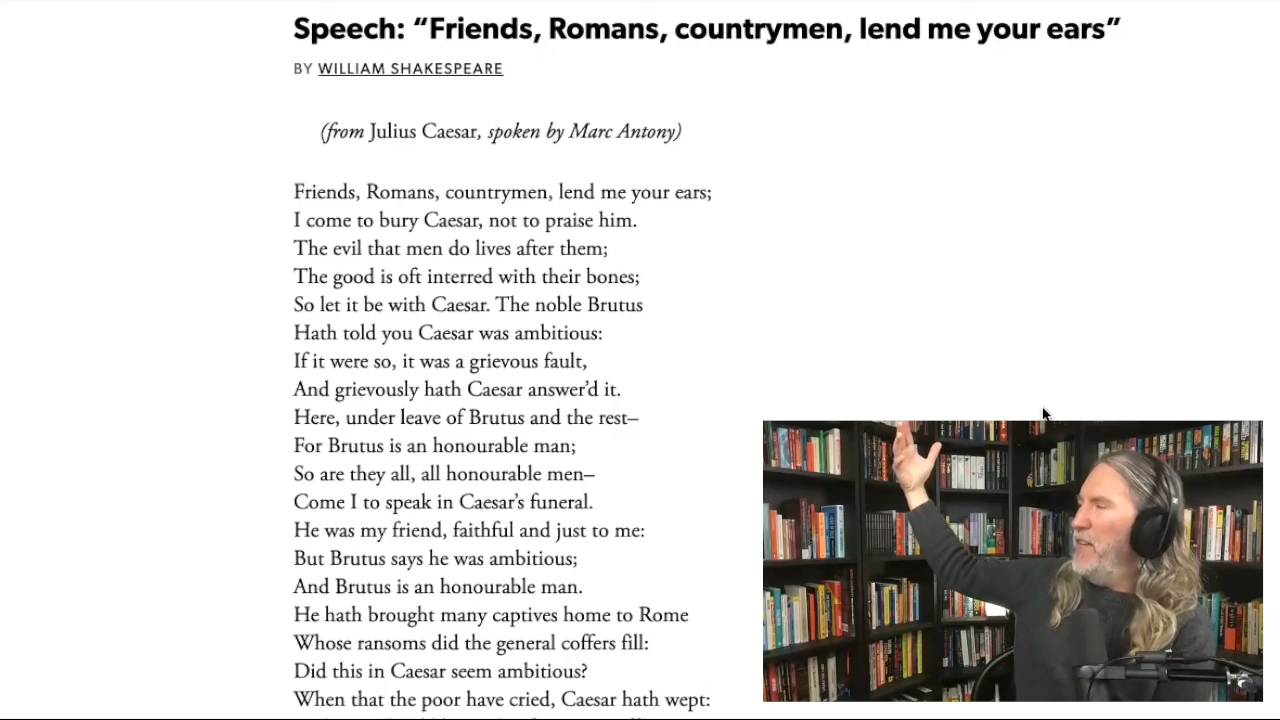 Speech: “Friends, Romans, countrymen, lend me your ears”
BY WILLIAM SHAKESPEARE
(from Julius Caesar, spoken by Marc Antony)
Friends, Romans, countrymen, lend me your ears;
I come to bury Caesar, not to praise him.
The evil that men do lives after them;
The good is oft interred with their bones;
So let it be with Caesar. The noble Brutus
Hath told you Caesar was ambitious:
If it were so, it was a grievous fault,
And grievously hath Caesar answer’d it.
Here, under leave of Brutus and the rest–
For Brutus is an honourable man;
So are they all, all honourable men–
Come I to speak in Caesar’s funeral.
He was my friend, faithful and just to me:
But Brutus says he was ambitious;
And Brutus is an honourable man.
He hath brought many captives home to Rome
Whose ransoms did the general coffers fill:
Did this in Caesar seem ambitious?
When that the poor have cried, Caesar hath wept: